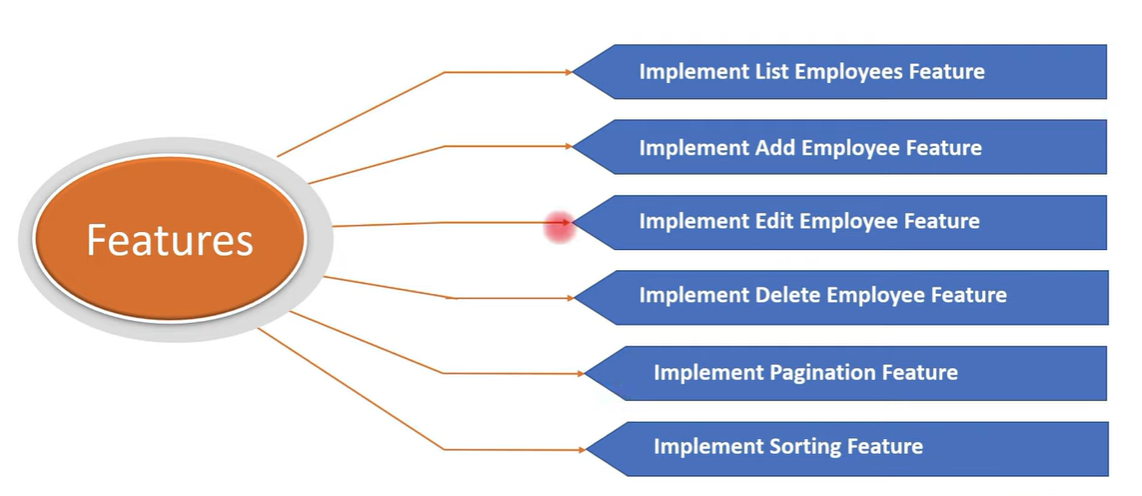 Features
Implement List Employees Feature
Implement Add Employee Feature
Implement Edit Employee Feature
Implement Delete Employee Feature
Implement Pagination Feature
Implement Sorting Feature